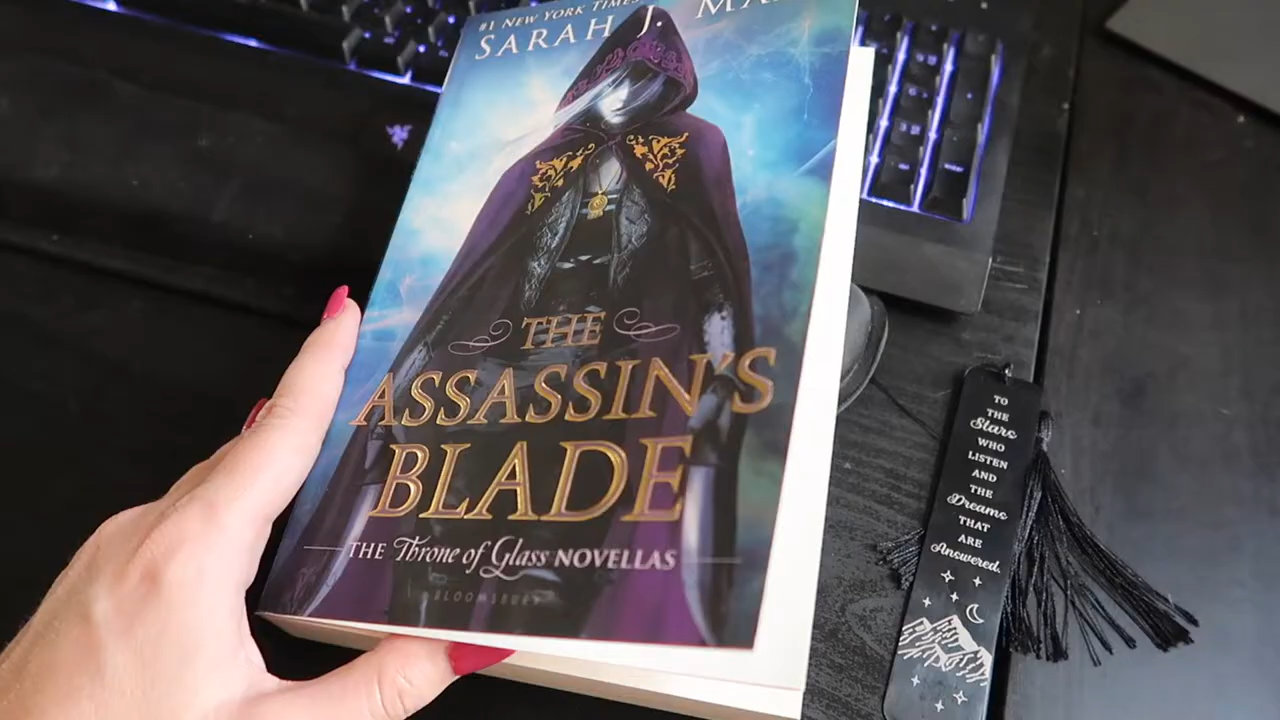 #1 NEW YORK TIMES
SARAH J. MA
THE
ASSASSIN'S
BLADE
THE Throne of Glass NOVELLAS
BLOOMSBURY
TO
THE
Stars
WHO
LISTEN
AND
THE
Dreams
THAT
ARE
Answered.